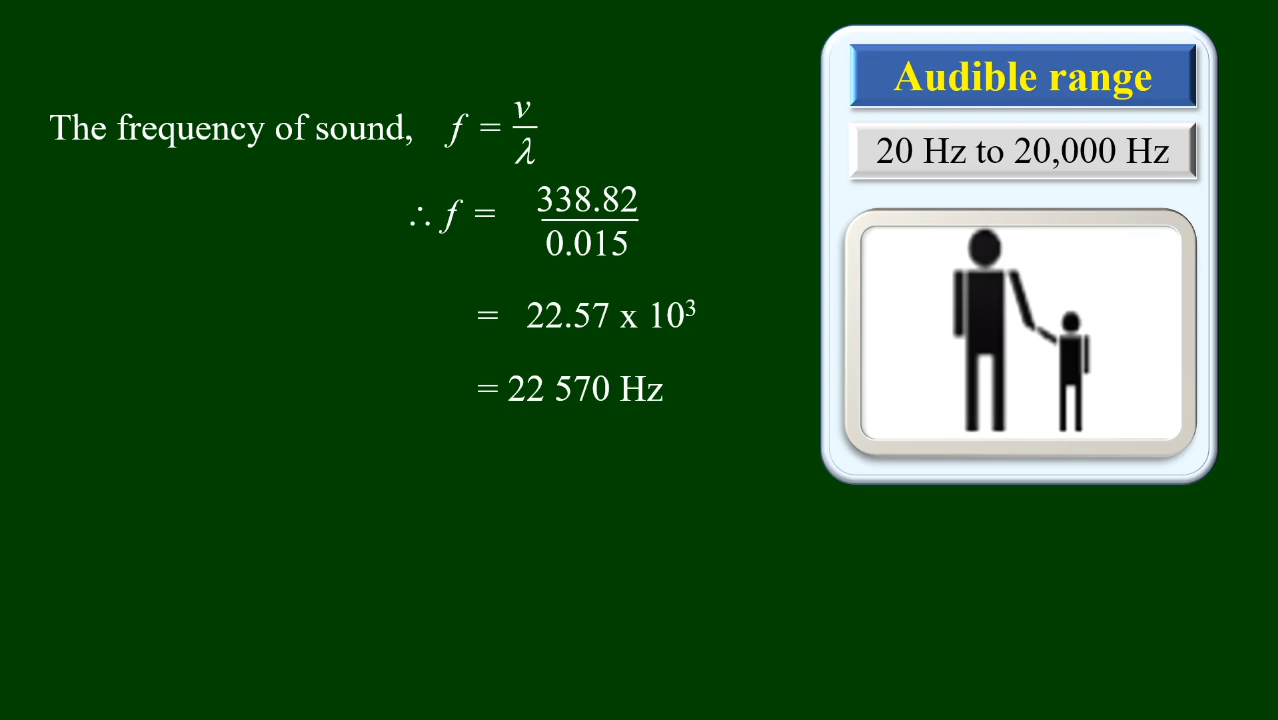 The frequency of sound, f = v/λ
∴ f = 338.82/0.015
= 22.57 x 10³
= 22 570 Hz
Audible range
20 Hz to 20,000 Hz